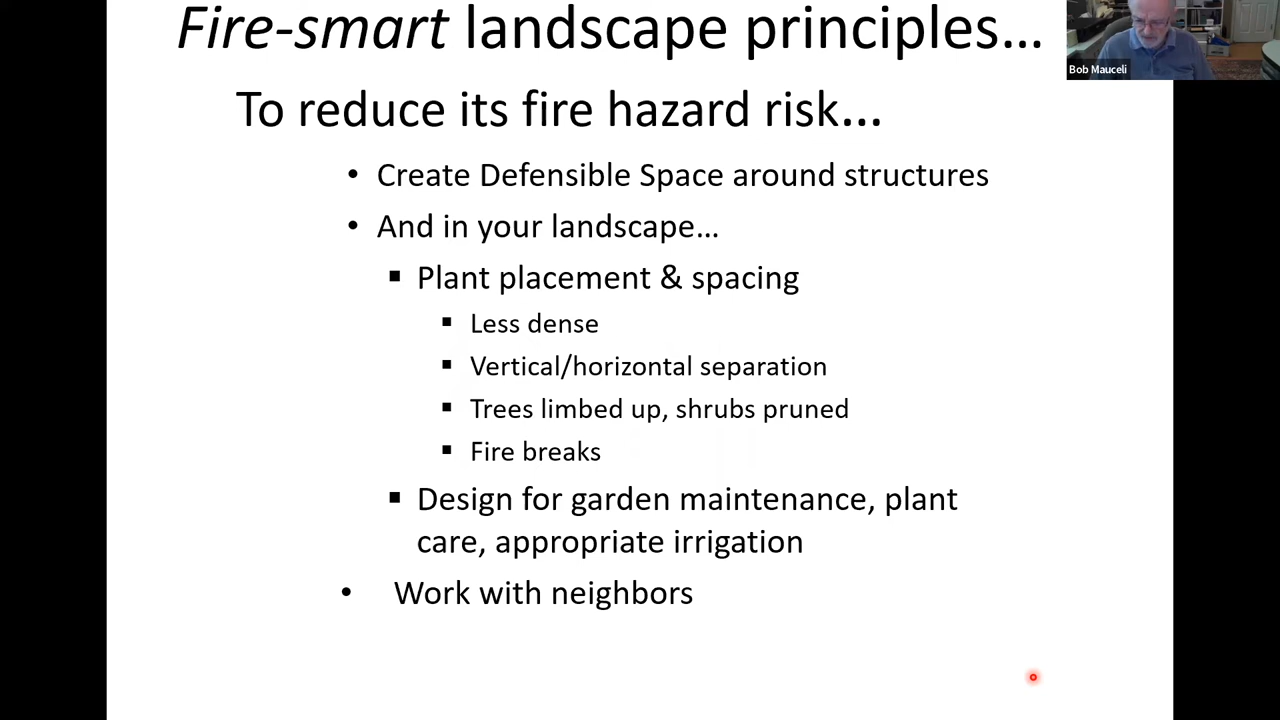 Fire-smart landscape principles...
Bob Mauceli
To reduce its fire hazard risk...
• Create Defensible Space around structures
• And in your landscape...
▪ Plant placement & spacing
▪ Less dense
▪ Vertical/horizontal separation
▪ Trees limbed up, shrubs pruned
▪ Fire breaks
▪ Design for garden maintenance, plant
care, appropriate irrigation
• Work with neighbors